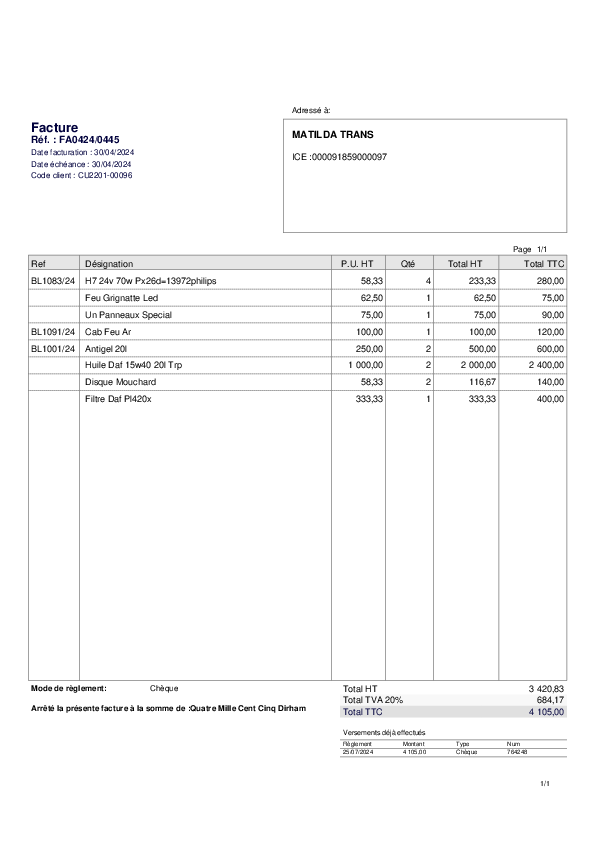 Adressé à:
Facture
Réf. : FA0424/0445
Date facturation : 30/04/2024
Date échéance : 30/04/2024
Code client : CU2201-00096
MATILDA TRANS
ICE :000091859000097
Page 1/1
Ref Désignation P.U. HT Qté Total HT Total TTC
BL1083/24 H7 24v 70w Px26d=13972philips 58,33 4 233,33 280,00
Feu Grignatte Led 62,50 1 62,50 75,00
Un Panneaux Special 75,00 1 75,00 90,00
BL1091/24 Cab Feu Ar 100,00 1 100,00 120,00
BL1001/24 Antigel 20l 250,00 2 500,00 600,00
Huile Daf 15w40 20l Trp 1 000,00 2 2 000,00 2 400,00
Disque Mouchard 58,33 2 116,67 140,00
Filtre Daf Pl420x 333,33 1 333,33 400,00
Mode de règlement: Chèque
Arrêté la présente facture à la somme de :Quatre Mille Cent Cinq Dirham
Total HT 3 420,83
Total TVA 20% 684,17
Total TTC 4 105,00
Versements déjà effectués
Règlement Montant Type Num
25/07/2024 4 105,00 Chèque 764248
1/1